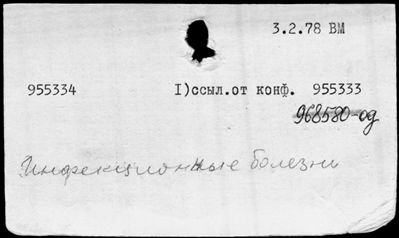 3.2.78 ВМ
955334 I)ссыл.от конф. 955333
968580-од
Инфекционные болезни